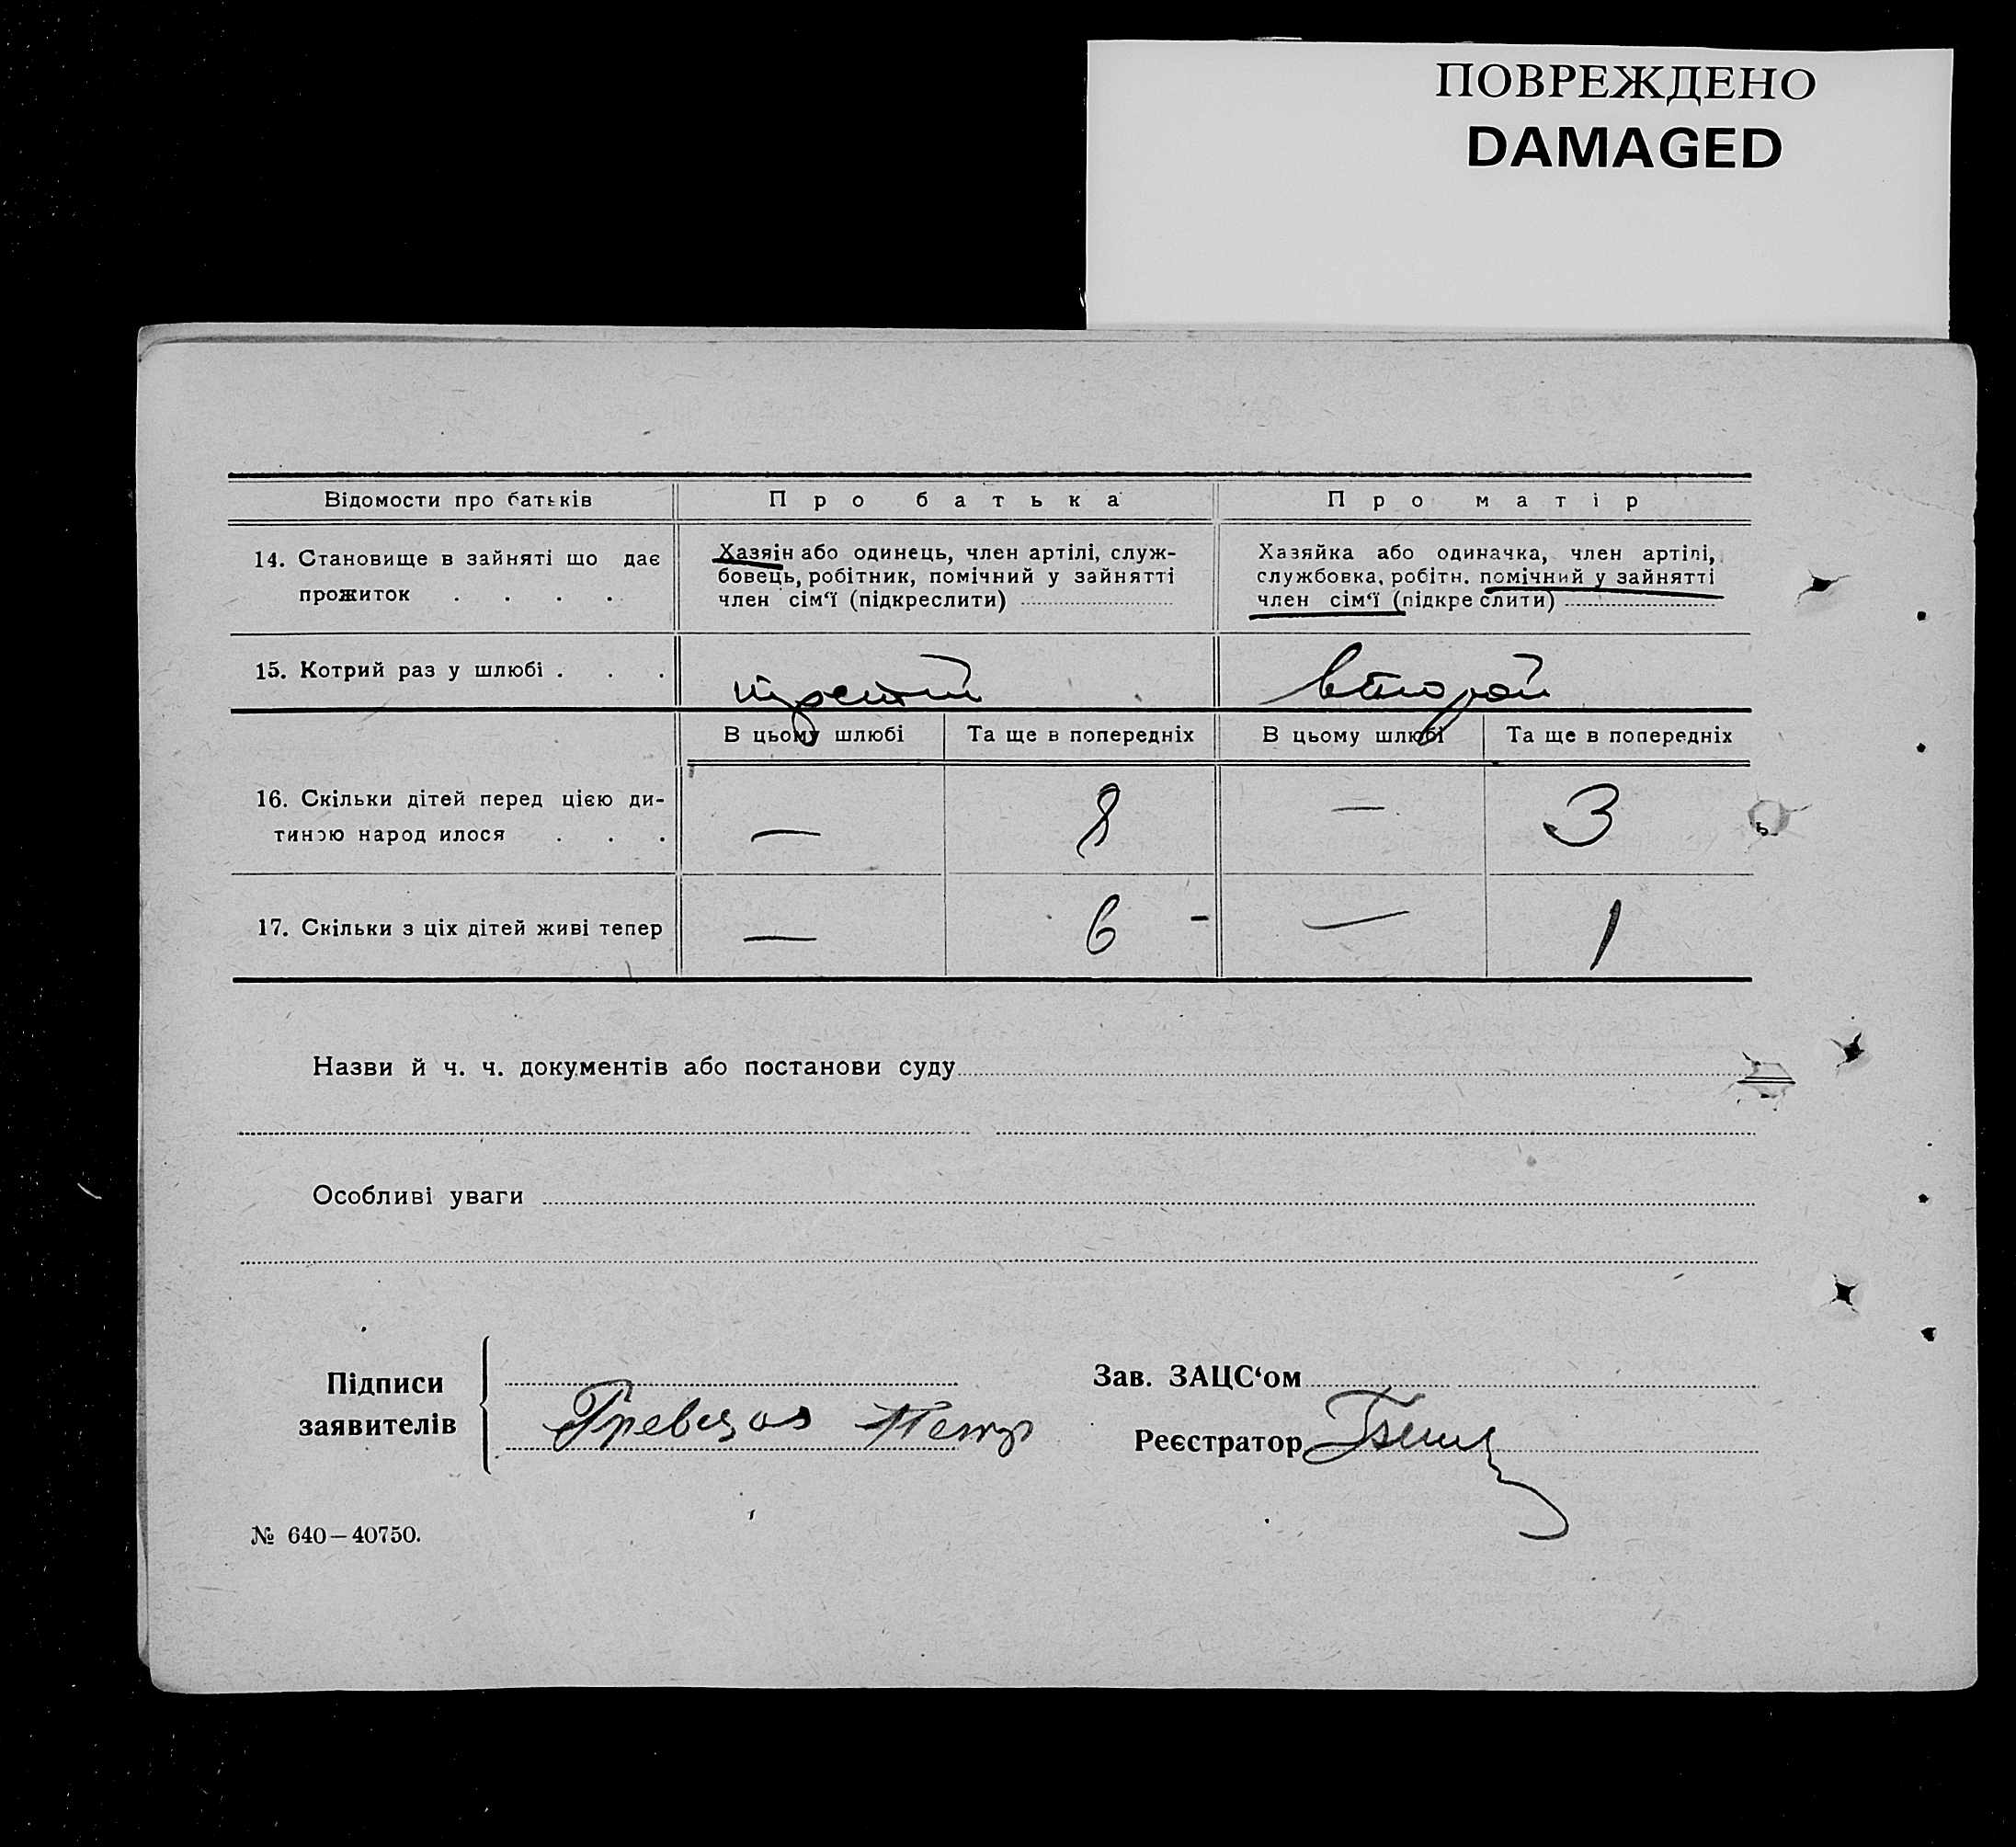 ПОВРЕЖДЕНО
DAMAGED
Відомости про батьків
Про батька
Про матір
14. Становище в зайняті що дає
прожиток . . . .
Хазяін або одинець, член артілі, служ-
бовець, робітник, помічний у зайнятті
член сім‘ї (підкреслити)
Хазяйка або одиначка, член артілі,
службовка, робітн. помічний у зайнятті
член сім‘ї (підкреслити)
15. Котрий раз у шлюбі . . .
третій
второй
В цьому шлюбі
Та ще в попередніх
В цьому шлюбі
Та ще в попередніх
16. Скільки дітей перед цією ди-
тиною народилося . . .
—
8
—
3
17. Скільки з ціх дітей живі тепер
—
6
—
1
Назви й ч. ч. документів або постанови суду
Особливі уваги
Підписи
заявителів
Петр
Зав. ЗАЦС‘ом
Реєстратор
№ 640—40750.